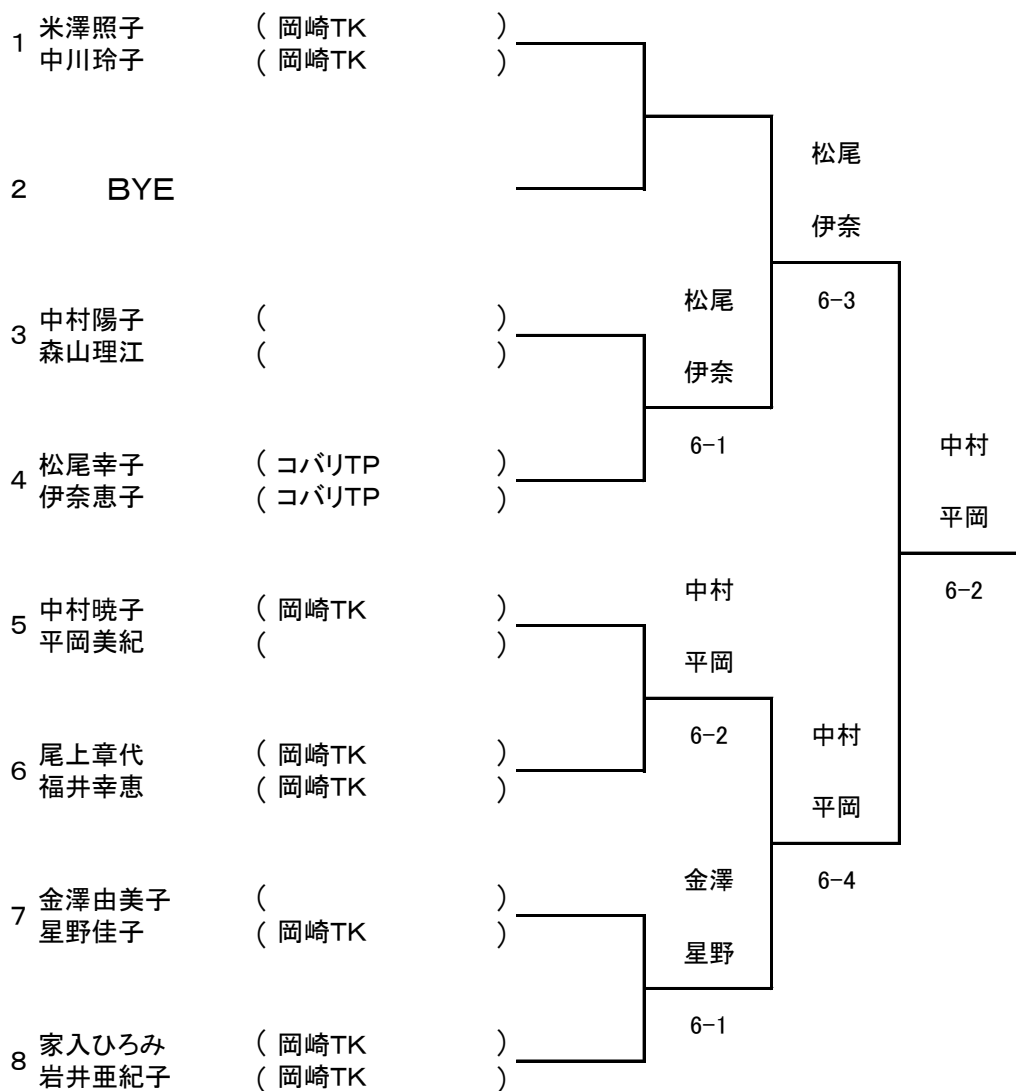 1 米澤照子 ( 岡崎TK )
中川玲子 ( 岡崎TK )
2 BYE
3 中村陽子 ( )
森山理江 ( )
4 松尾幸子 ( コバリTP )
伊奈恵子 ( コバリTP )
5 中村暁子 ( 岡崎TK )
平岡美紀 ( )
6 尾上章代 ( 岡崎TK )
福井幸恵 ( 岡崎TK )
7 金澤由美子 ( )
星野佳子 ( 岡崎TK )
8 家入ひろみ ( 岡崎TK )
岩井亜紀子 ( 岡崎TK )
松尾
伊奈
6-1
中村
平岡
6-2
金澤
星野
6-1
松尾
伊奈
6-3
中村
平岡
6-4
中村
平岡
6-2